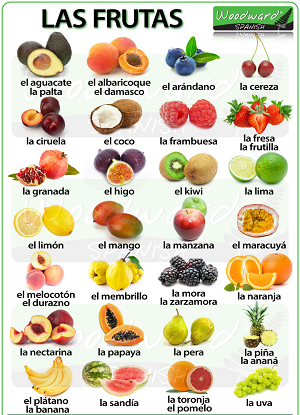 LAS FRUTAS
Woodward®
SPANISH
el aguacate
la palta
el albaricoque
el damasco
el arándano
la cereza
la ciruela
el coco
la frambuesa
la fresa
la frutilla
la granada
el higo
el kiwi
la lima
el limón
el mango
la manzana
el maracuyá
el melocotón
el durazno
el membrillo
la mora
la zarzamora
la naranja
la nectarina
la papaya
la pera
la piña
la ananá
el plátano
la banana
la sandía
la toronja
el pomelo
la uva